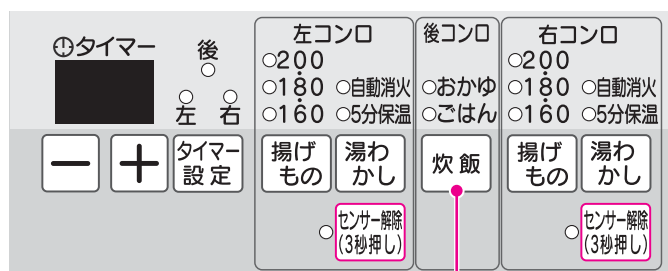 タイマー
後
左 右
タイマー
設定
左コンロ
200
180 自動消火
160 5分保温
揚げ
もの
湯わ
かし
センサー解除
(3秒押し)
後コンロ
おかゆ
ごはん
炊飯
右コンロ
200
180 自動消火
160 5分保温
揚げ
もの
湯わ
かし
センサー解除
(3秒押し)